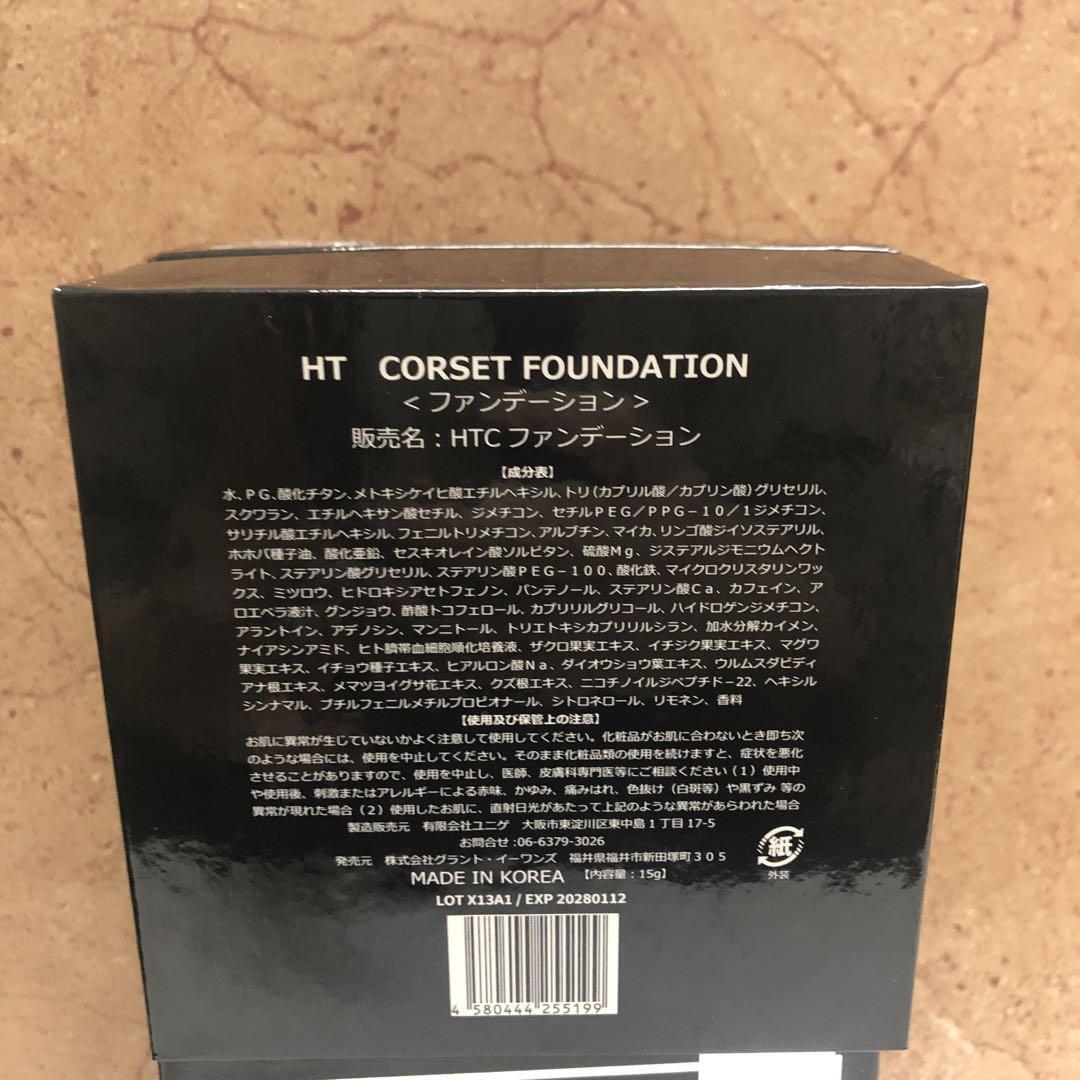 HT CORSET FOUNDATION
<ファンデーション>
販売名：HTC ファンデーション
【成分表】
水、ＰＧ、酸化チタン、メトキシケイヒ酸エチルヘキシル、トリ（カプリル酸／カプリン酸）グリセリル、
スクワラン、エチルヘキサン酸セチル、ジメチコン、セチルＰＥＧ／ＰＰＧ－１０／１ジメチコン、
サリチル酸エチルヘキシル、フェニルトリメチコン、アルブチン、マイカ、リンゴ酸ジイソステアリル、
ホホバ種子油、酸化亜鉛、セスキオレイン酸ソルビタン、硫酸Ｍｇ、ジステアルジモニウムヘクト
ライト、ステアリン酸グリセリル、ステアリン酸ＰＥＧ－１００、酸化鉄、マイクロクリスタリンワッ
クス、ミツロウ、ヒドロキシアセトフェノン、パンテノール、ステアリン酸Ｃａ、カフェイン、ア
ロエベラ液汁、グンジョウ、酢酸トコフェロール、カプリリルグリコール、ハイドロゲンジメチコン、
アラントイン、アデノシン、マンニトール、トリエトキシカプリリルシラン、加水分解カイメン、
ナイアシンアミド、ヒト臍帯血細胞順化培養液、ザクロ果実エキス、イチジク果実エキス、マグワ
果実エキス、イチョウ種子エキス、ヒアルロン酸Ｎａ、ダイオウショウ葉エキス、ウルムスダビディ
アナ根エキス、メマツヨイグサ花エキス、クズ根エキス、ニコチノイルジペプチド-22、ヘキシル
シンナマル、ブチルフェニルメチルプロピオナール、シトロネロール、リモネン、香料
【使用及び保管上の注意】
お肌に異常が生じていないかよく注意して使用してください。化粧品がお肌に合わないとき即ち次
のような場合には、使用を中止してください。そのまま化粧品類の使用を続けますと、症状を悪化
させることがありますので、使用を中止し、医師、皮膚科専門医等にご相談ください（１）使用中
や使用後、刺激またはアレルギーによる赤味、かゆみ、痛みはれ、色抜け（白斑等）や黒ずみ 等の
異常が現れた場合（２）使用したお肌に、直射日光があたって上記のような異常があらわれた場合
製造販売元 有限会社ユニゲ 大阪市東淀川区東中島１丁目17-5
お問合せ：06-6379-3026
発売元 株式会社グラント・イーワンズ 福井県福井市新田塚町３０５
MADE IN KOREA 【内容量：15g】
紙
外装
LOT X13A1 / EXP 20280112
4 580444 255199